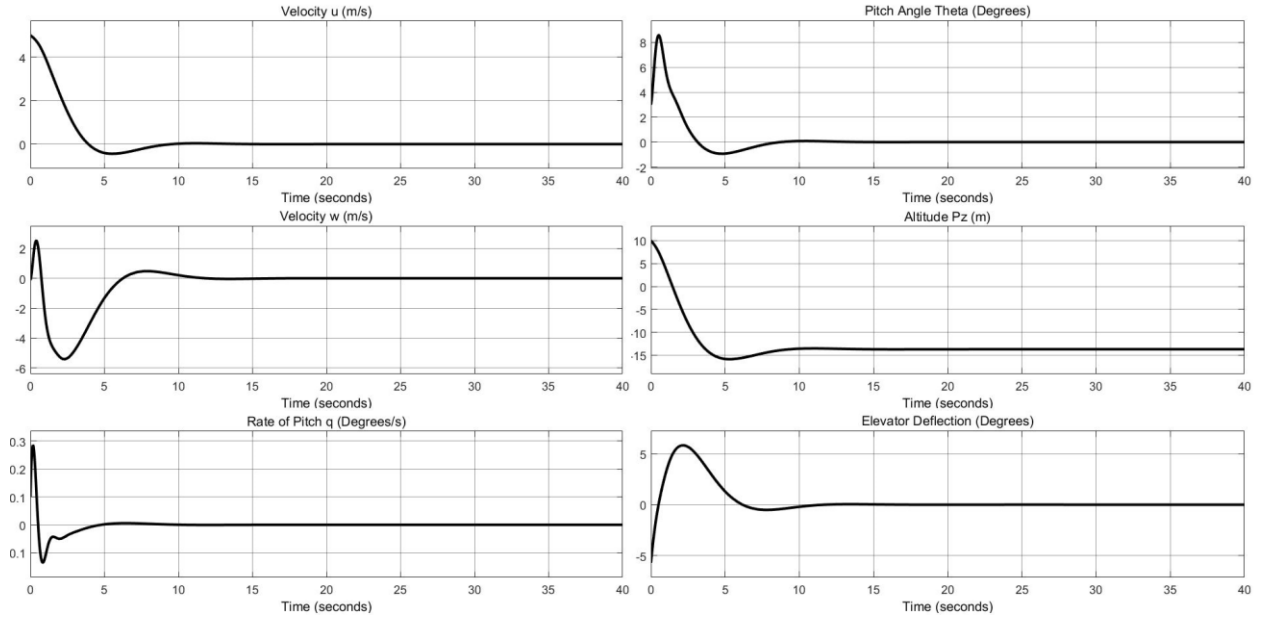 Velocity u (m/s)
4
2
0
0 5 10 15 20 25 30 35 40
Time (seconds)
Pitch Angle Theta (Degrees)
8
6
4
2
0
-2
0 5 10 15 20 25 30 35 40
Time (seconds)
Velocity w (m/s)
2
0
-2
-4
-6
0 5 10 15 20 25 30 35 40
Time (seconds)
Altitude Pz (m)
10
5
0
-5
-10
-15
0 5 10 15 20 25 30 35 40
Time (seconds)
Rate of Pitch q (Degrees/s)
0.3
0.2
0.1
0
0.1
0 5 10 15 20 25 30 35 40
Time (seconds)
Elevator Deflection (Degrees)
5
0
-5
0 5 10 15 20 25 30 35 40
Time (seconds)